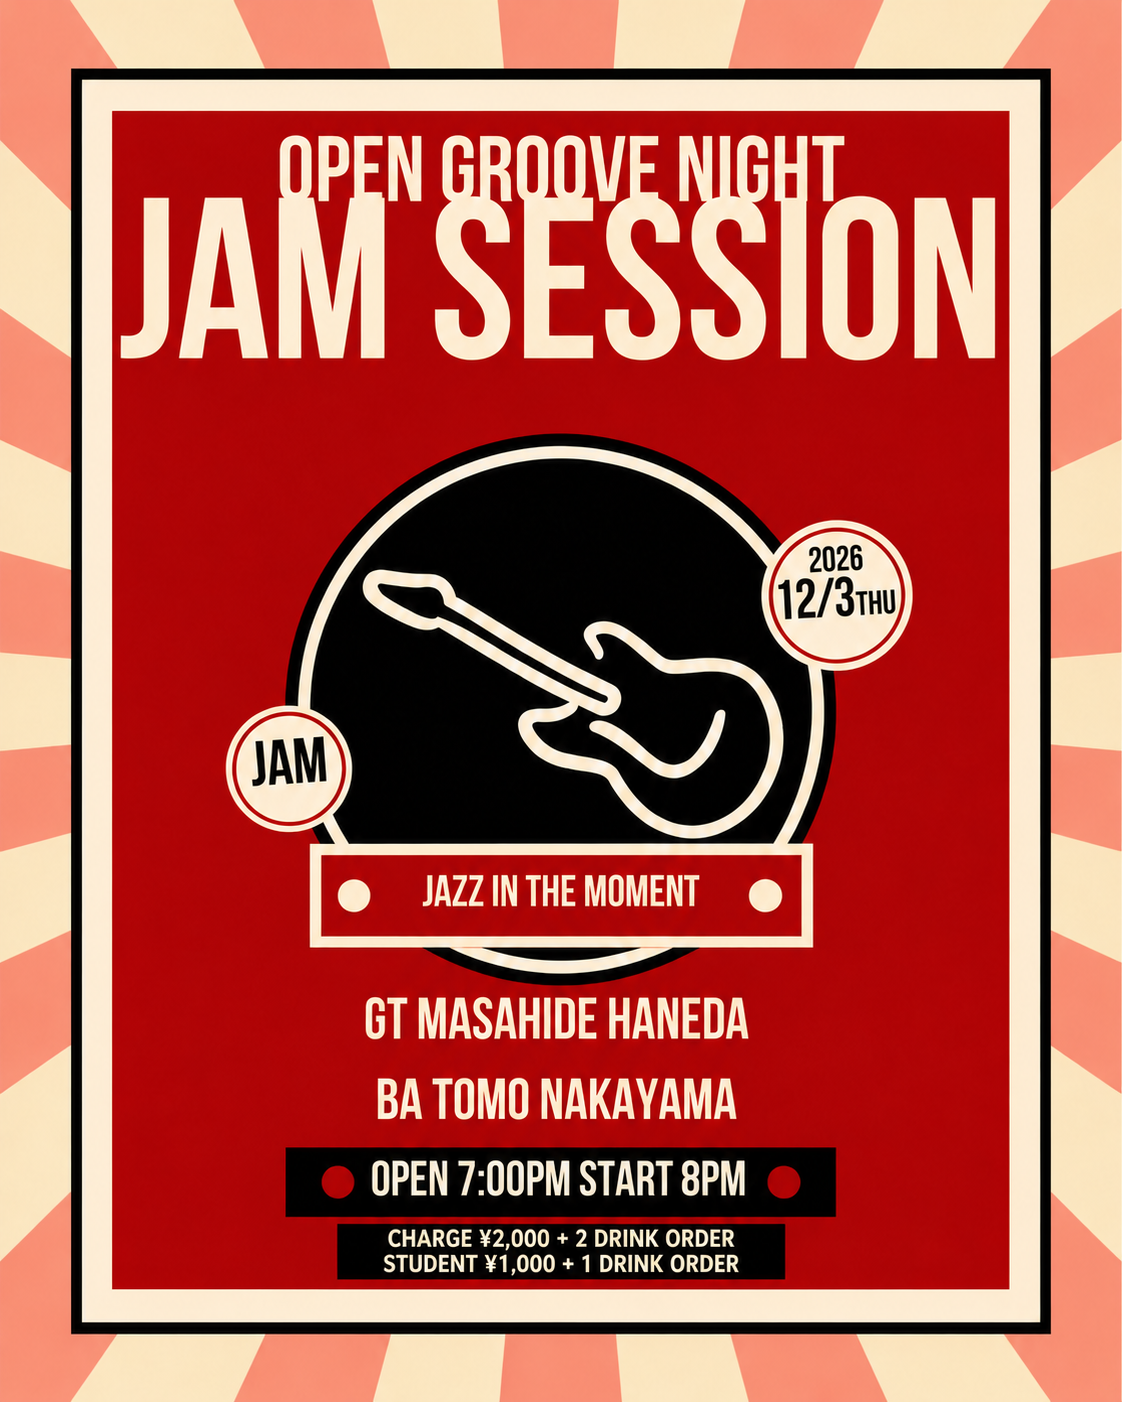 OPEN GROOVE NIGHT
JAM SESSION
2026
12/3THU
JAM
JAZZ IN THE MOMENT
GT MASAHIDE HANEDA
BA TOMO NAKAYAMA
OPEN 7:00PM START 8PM
CHARGE ¥2,000 + 2 DRINK ORDER
STUDENT ¥1,000 + 1 DRINK ORDER